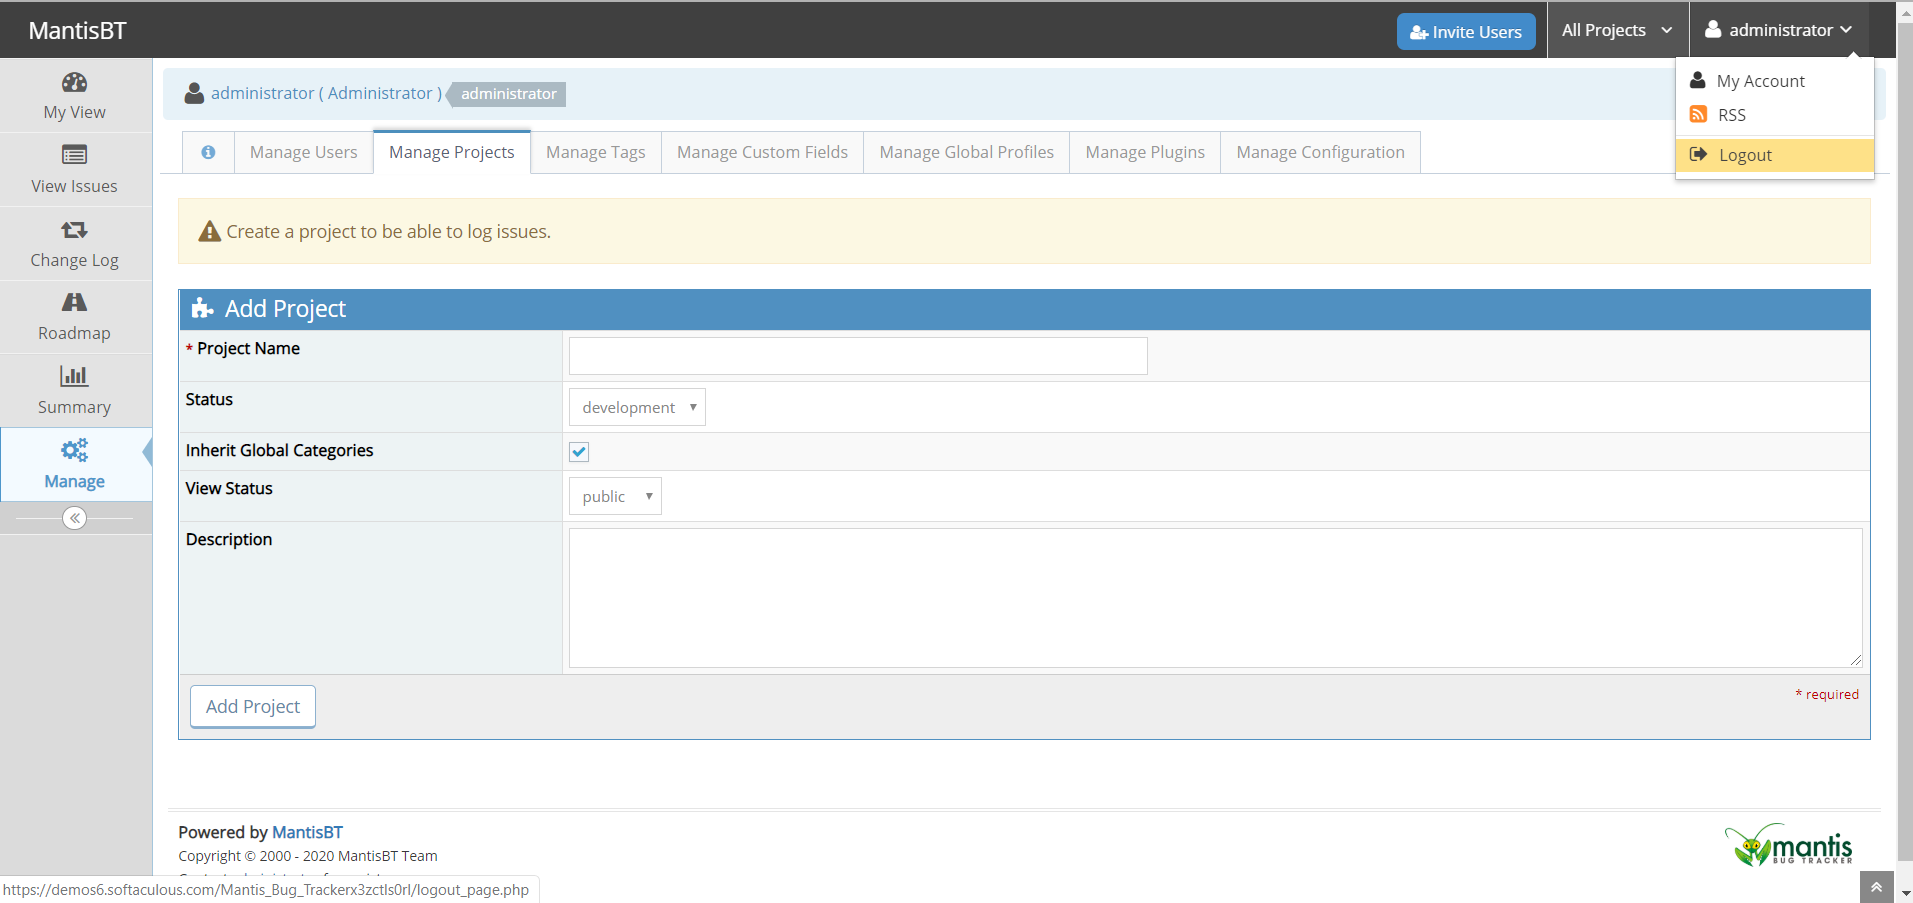 MantisBT
Invite Users
All Projects
administrator
My Account
RSS
Logout
My View
View Issues
Change Log
Roadmap
Summary
Manage
administrator ( Administrator )
administrator
Manage Users
Manage Projects
Manage Tags
Manage Custom Fields
Manage Global Profiles
Manage Plugins
Manage Configuration
Create a project to be able to log issues.
Add Project
* Project Name
Status
development
Inherit Global Categories
View Status
public
Description
Add Project
* required
Powered by MantisBT
Copyright © 2000 - 2020 MantisBT Team
mantis
BUG TRACKER
https://demos6.softaculous.com/Mantis_Bug_Trackerx3zctls0rl/logout_page.php